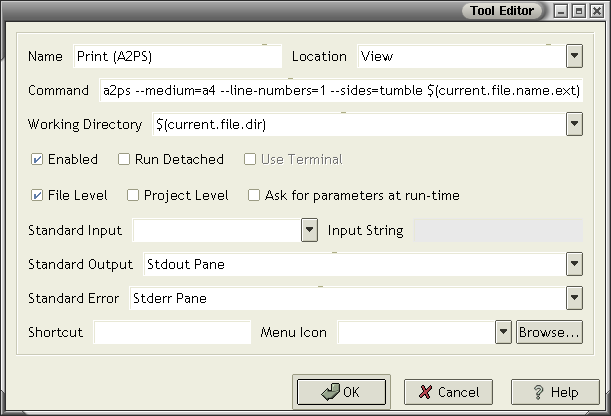 Tool Editor
Name Print (A2PS) Location View
Command a2ps --medium=a4 --line-numbers=1 --sides=tumble $(current.file.name.ext)
Working Directory $(current.file.dir)
Enabled Run Detached Use Terminal
File Level Project Level Ask for parameters at run-time
Standard Input Input String
Standard Output Stdout Pane
Standard Error Stderr Pane
Shortcut Menu Icon Browse...
OK Cancel ? Help